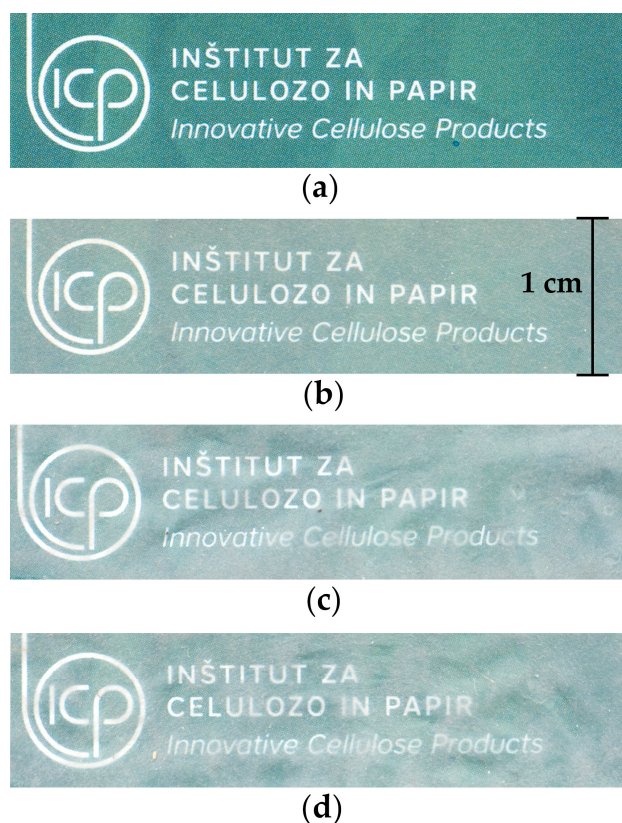 ICP
INŠTITUT ZA
CELULOZO IN PAPIR
Innovative Cellulose Products
(a)
ICP
INŠTITUT ZA
CELULOZO IN PAPIR
Innovative Cellulose Products
1 cm
(b)
ICP
INŠTITUT ZA
CELULOZO IN PAPIR
Innovative Cellulose Products
(c)
ICP
INŠTITUT ZA
CELULOZO IN PAPIR
Innovative Cellulose Products
(d)